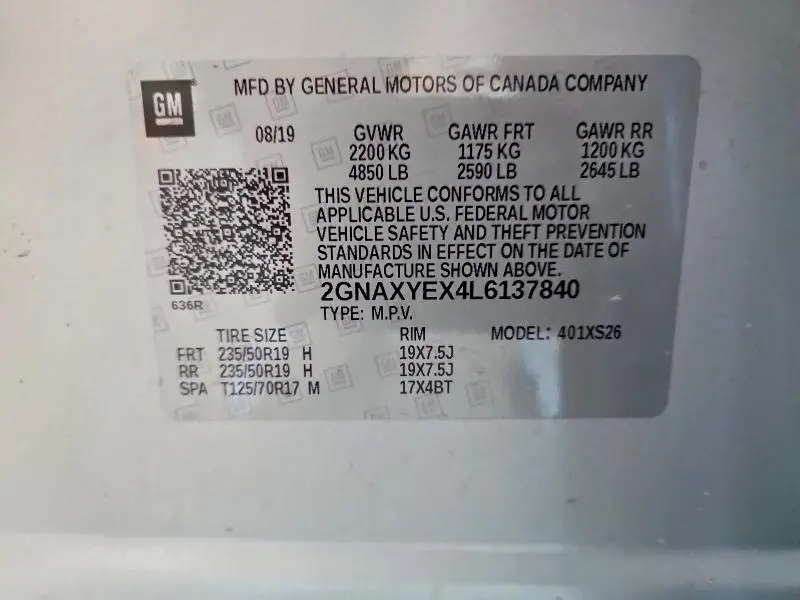 GM
MFD BY GENERAL MOTORS OF CANADA COMPANY
08/19 GVWR GAWR FRT GAWR RR
2200 KG 1175 KG 1200 KG
4850 LB 2590 LB 2645 LB
THIS VEHICLE CONFORMS TO ALL
APPLICABLE U.S. FEDERAL MOTOR
VEHICLE SAFETY AND THEFT PREVENTION
STANDARDS IN EFFECT ON THE DATE OF
MANUFACTURE SHOWN ABOVE.
636R
2GNAXYEX4L6137840
TYPE: M.P.V.
TIRE SIZE RIM MODEL: 401XS26
FRT 235/50R19 H 19X7.5J
RR 235/50R19 H 19X7.5J
SPA T125/70R17 M 17X4BT